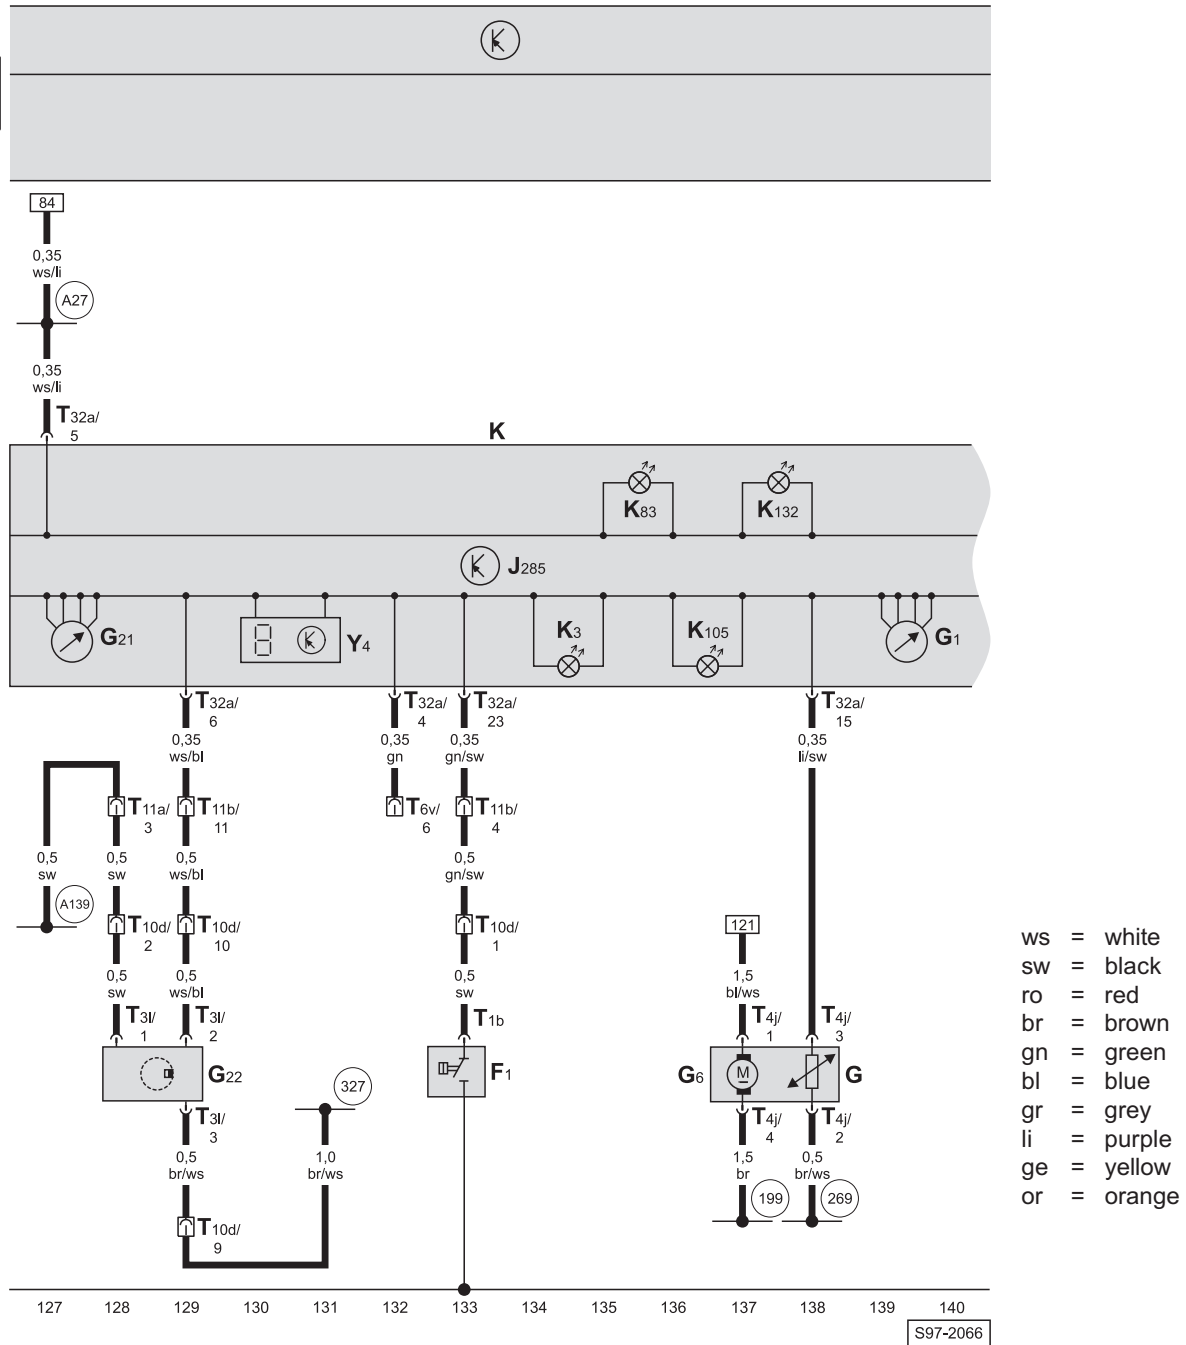 84
0,35
ws/li
A27
0,35
ws/li
T32a/
5
K
K83
K132
J285
G21
Y4
K3
K105
G1
T32a/
6
T32a/
4
T32a/
23
T32a/
15
0,35
ws/bl
0,35
gn
0,35
gn/sw
0,35
li/sw
T11a/
3
T11b/
11
T6v/
6
T11b/
4
0,5
sw
0,5
sw
0,5
ws/bl
0,5
gn/sw
A139
T10d/
2
T10d/
10
T10d/
1
121
0,5
sw
0,5
ws/bl
0,5
sw
1,5
bl/ws
T3l/
1
T3l/
2
T1b
T4j/
1
T4j/
3
G22
F1
G6
M
G
327
T3l/
3
T4j/
4
T4j/
2
0,5
br/ws
1,0
br/ws
1,5
br
0,5
br/ws
199
269
T10d/
9
127 128 129 130 131 132 133 134 135 136 137 138 139 140
S97-2066
ws = white
sw = black
ro = red
br = brown
gn = green
bl = blue
gr = grey
li = purple
ge = yellow
or = orange